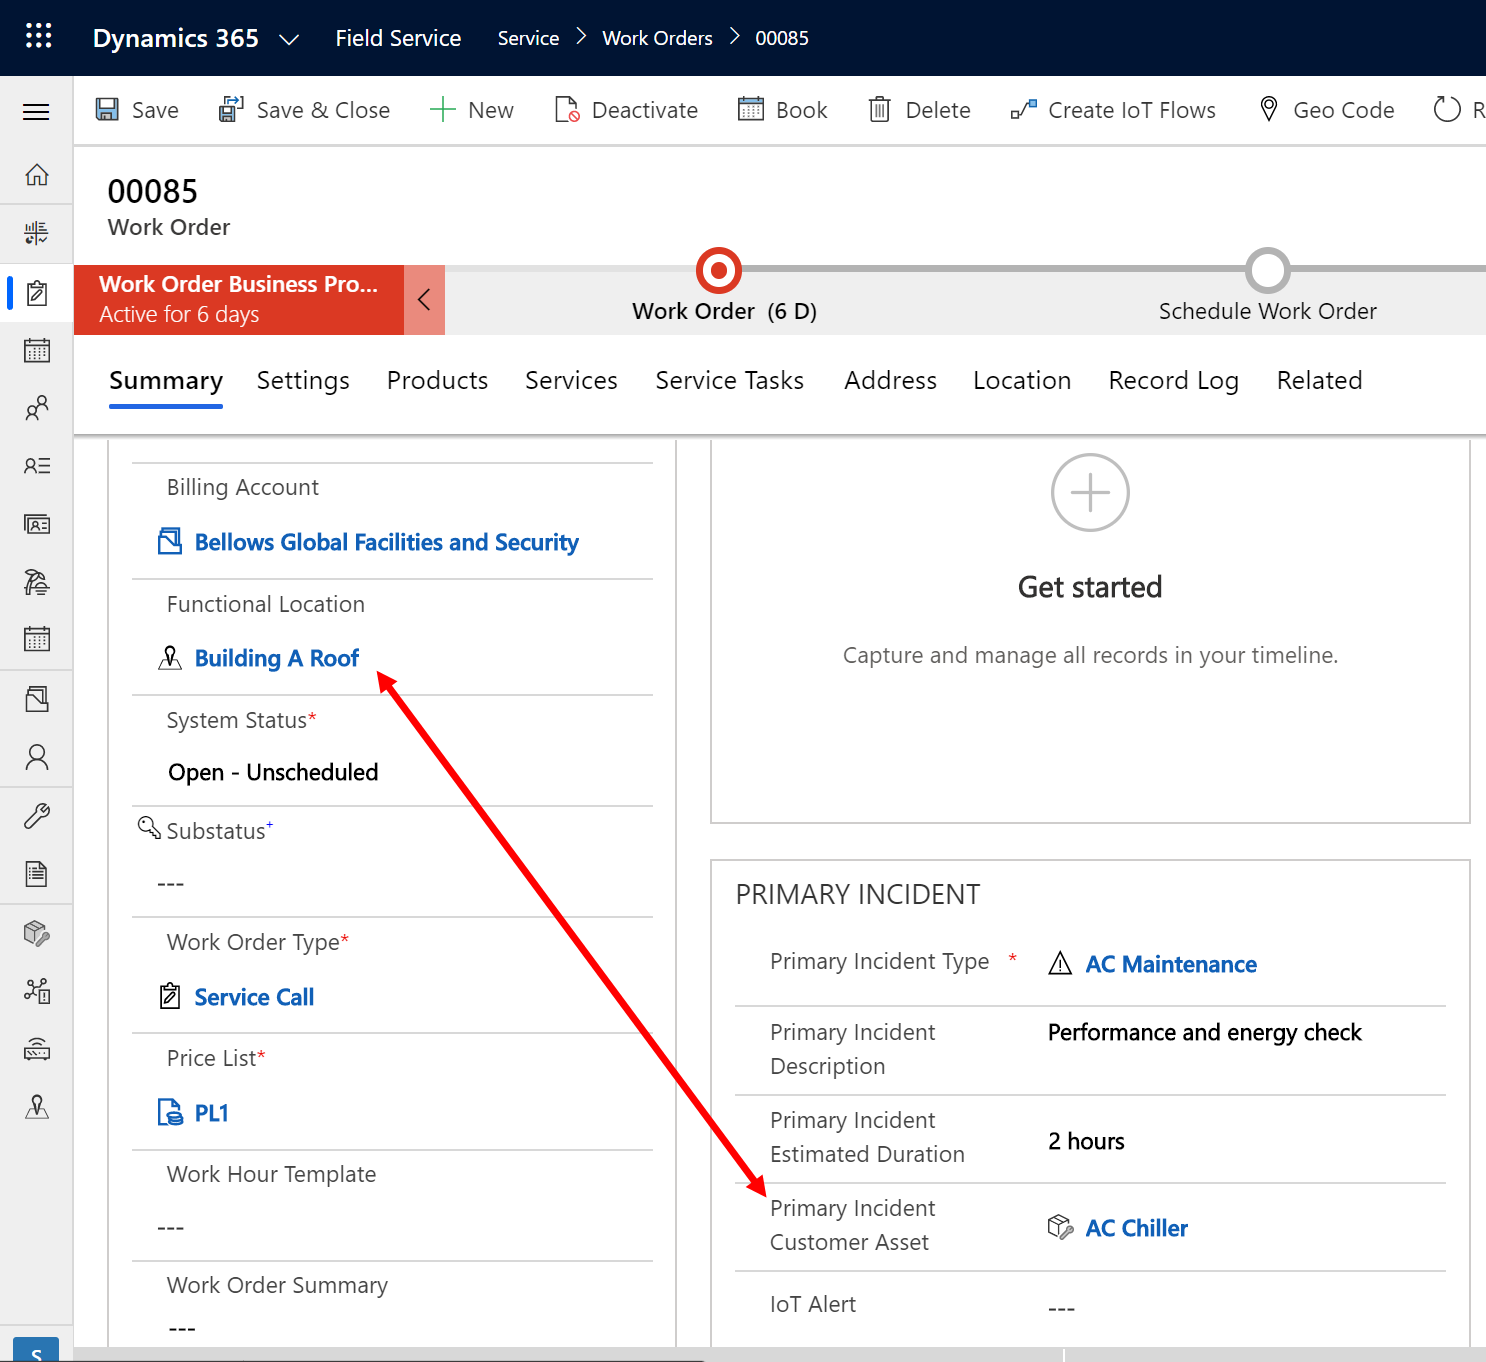 Dynamics 365
Field Service
Service > Work Orders > 00085
Save
Save & Close
New
Deactivate
Book
Delete
Create IoT Flows
Geo Code
R
00085
Work Order
Work Order Business Pro...
Active for 6 days
Work Order (6 D)
Schedule Work Order
Summary
Settings
Products
Services
Service Tasks
Address
Location
Record Log
Related
Billing Account
Bellows Global Facilities and Security
Functional Location
Building A Roof
System Status*
Open - Unscheduled
Substatus+
---
Work Order Type*
Service Call
Price List*
PL1
Work Hour Template
---
Work Order Summary
---
Get started
Capture and manage all records in your timeline.
PRIMARY INCIDENT
Primary Incident Type *
AC Maintenance
Primary Incident
Description
Performance and energy check
Primary Incident
Estimated Duration
2 hours
Primary Incident
Customer Asset
AC Chiller
IoT Alert
---
S